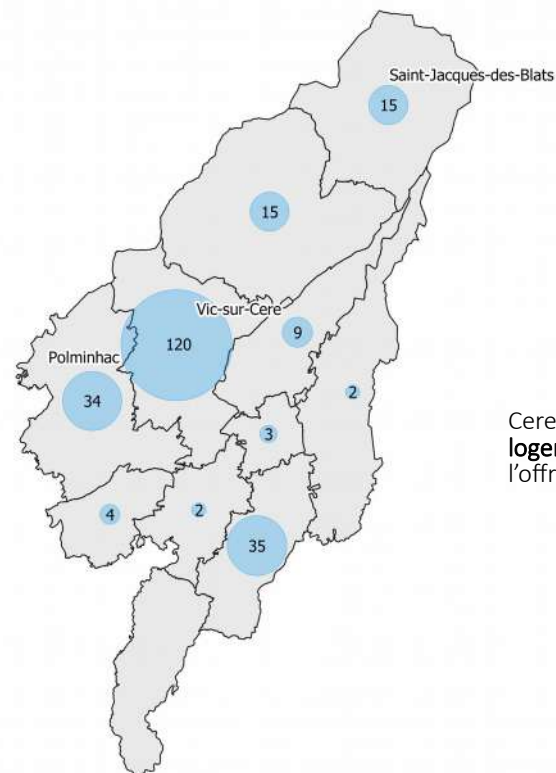 Saint-Jacques-des-Blats
15
15
Vic-sur-Cere
120
9
Polminhac
34
2
3
4
2
35
Cere
loger
l'offr